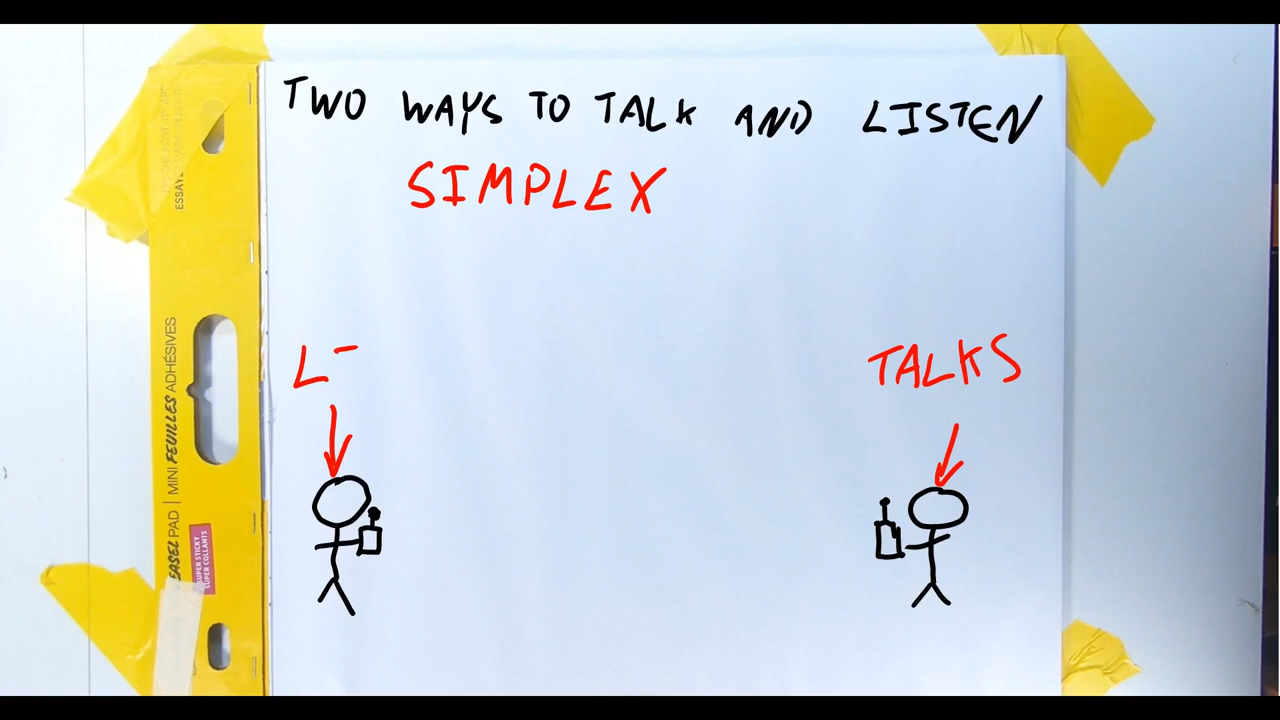 TWO WAYS TO TALK AND LISTEN
SIMPLEX
L-
TALKS
EASEL PAD | MINI FEUILLES ADHÉSIVES
SUPER STICKY
SUPER COLLANTS